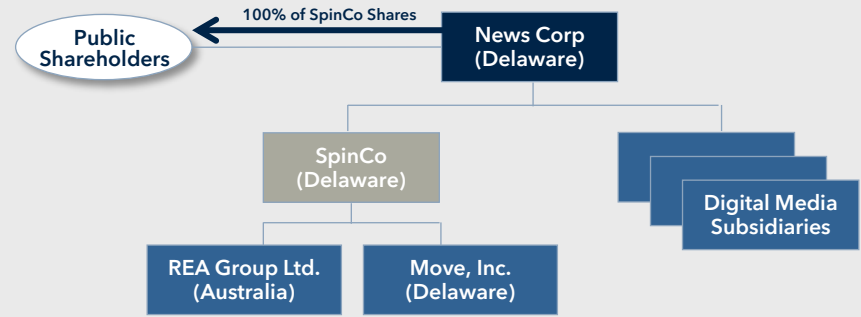 100% of SpinCo Shares
Public
Shareholders
News Corp
(Delaware)
SpinCo
(Delaware)
Digital Media
Subsidiaries
REA Group Ltd.
(Australia)
Move, Inc.
(Delaware)